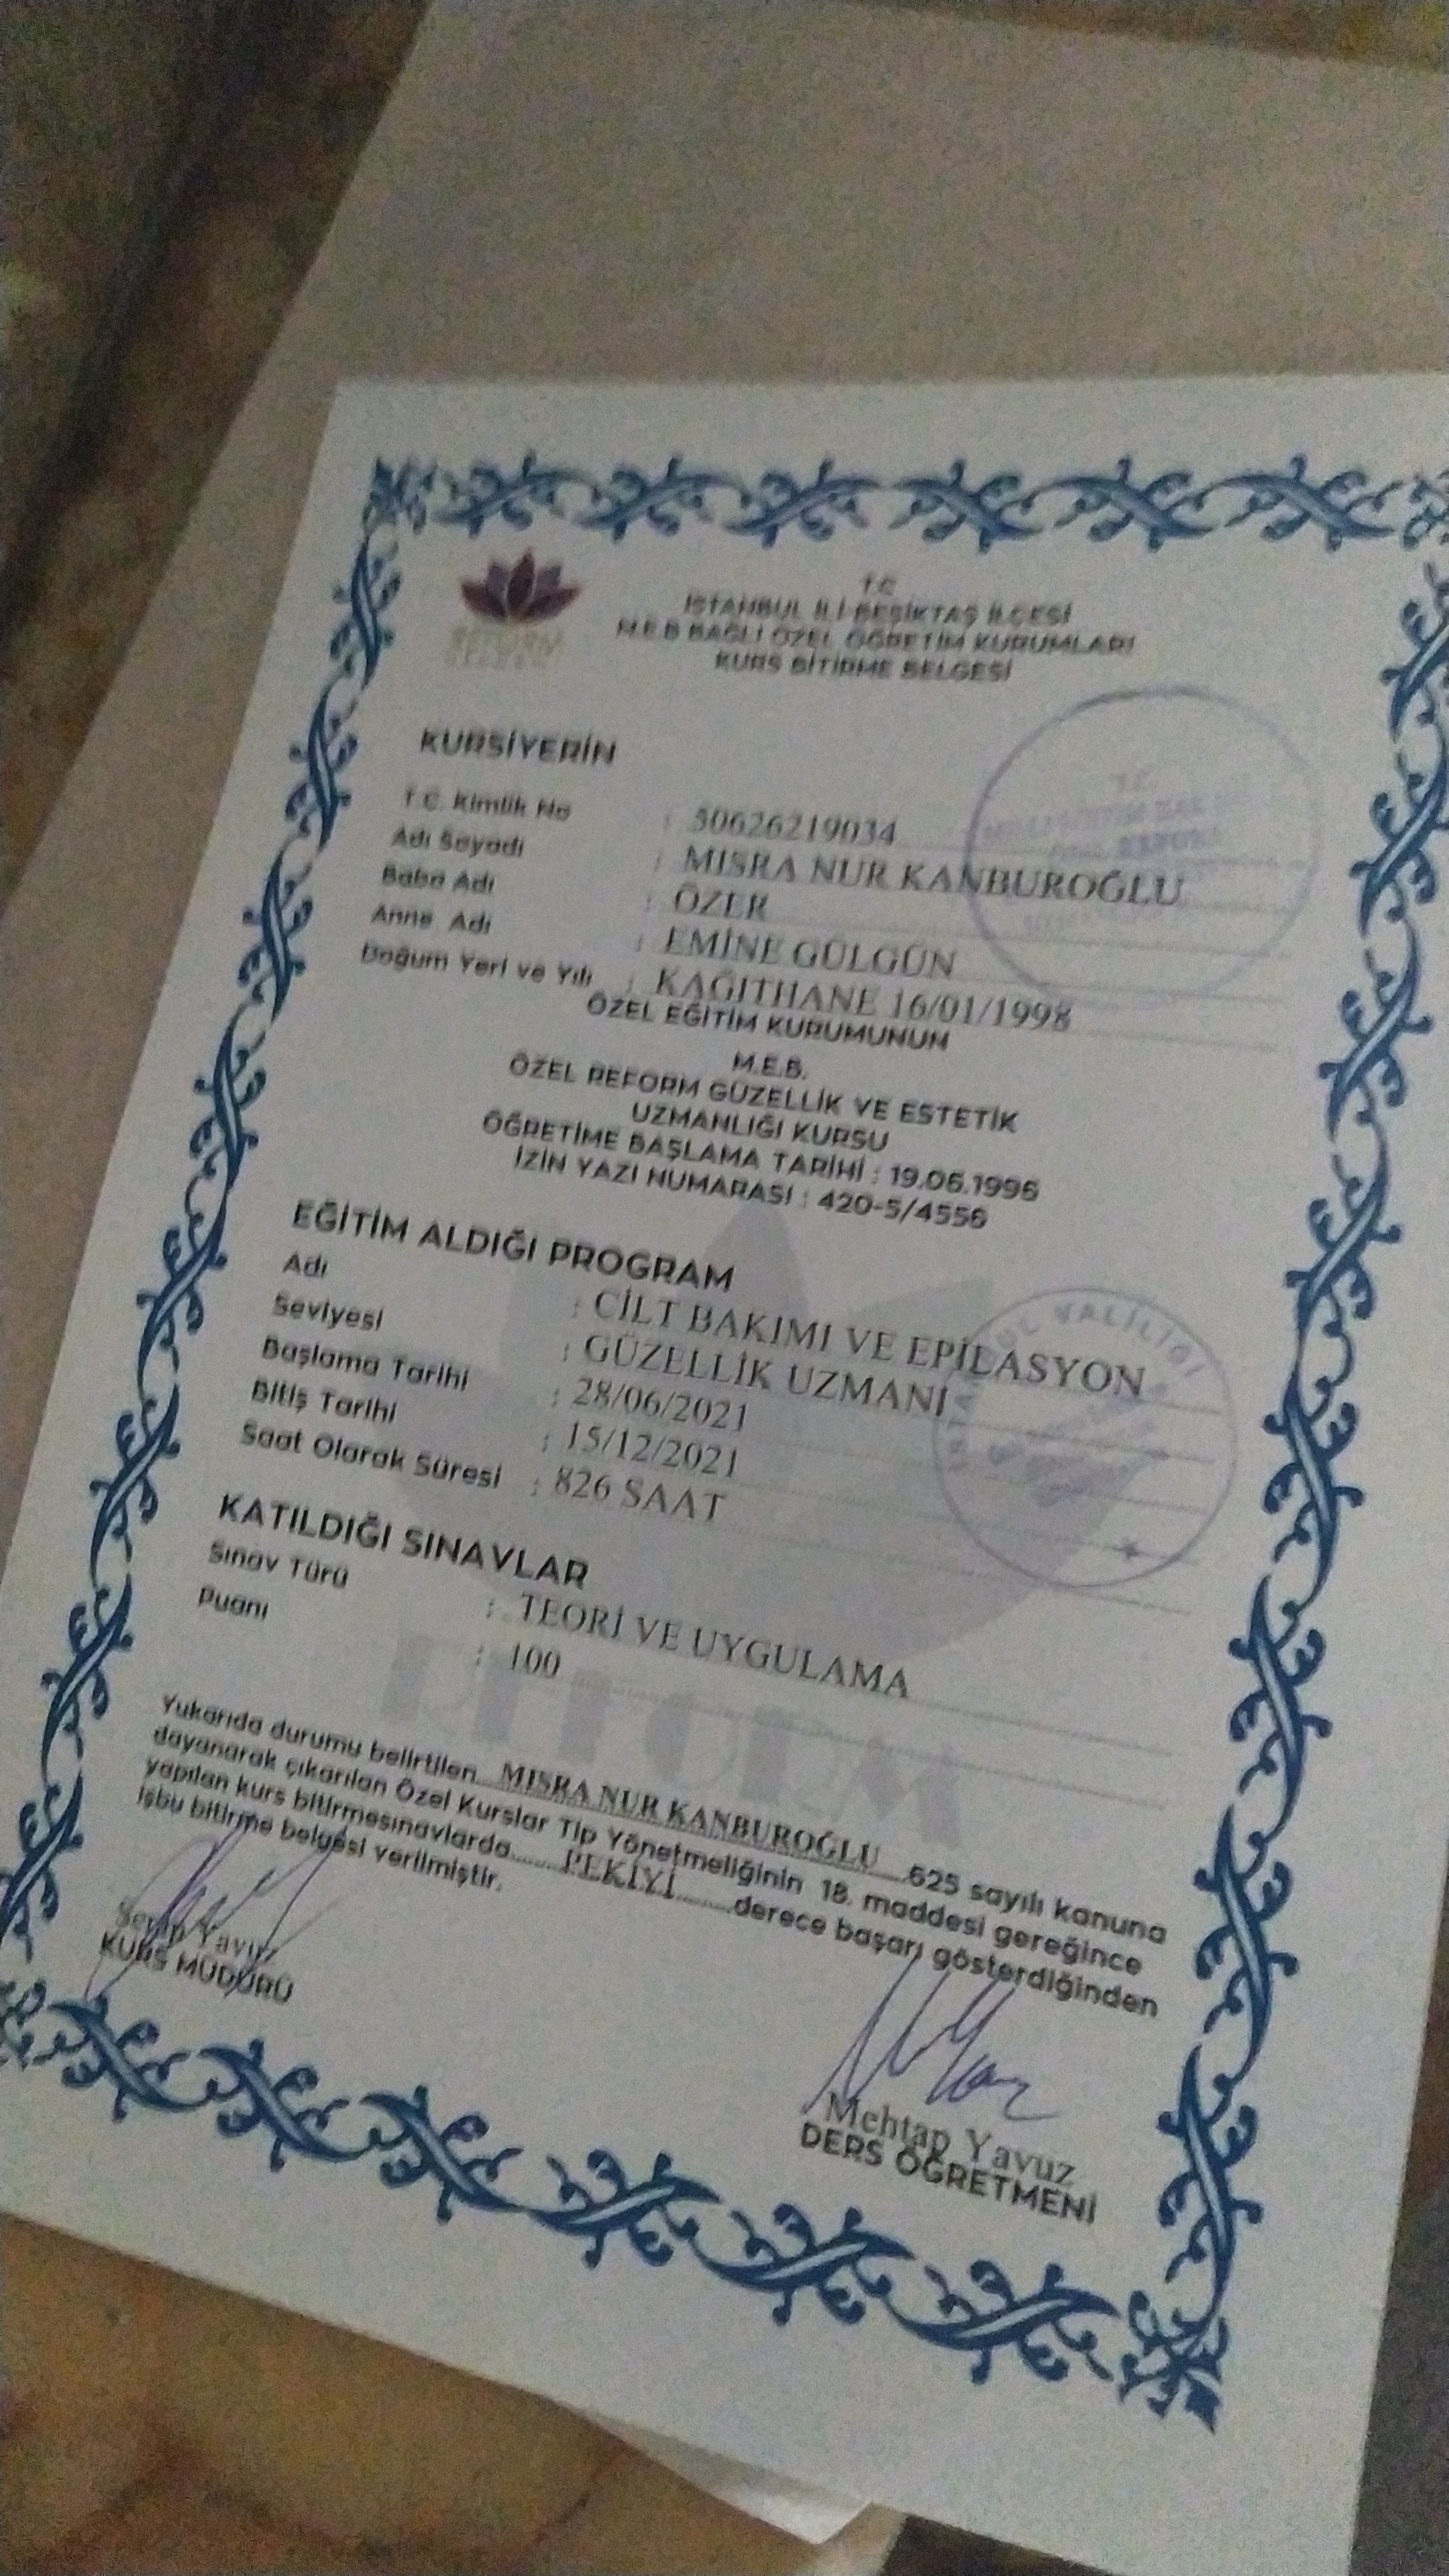 T.C
İSTANBUL İLİ BEŞİKTAŞ İLÇESİ
M.E.B BAĞLI ÖZEL ÖĞRETİM KURUMLARI
KURS BİTİRME BELGESİ
KURSİYERİN
T.C. Kimlik No : 50626219034
Adı Soyadı : MISRA NUR KANBUROĞLU
Baba Adı : ÖZER
Anne Adı : EMİNE GÜLGÜN
Doğum Yeri ve Yılı : KAĞITHANE 16/01/1998
ÖZEL EĞİTİM KURUMUNUN
M.E.B.
ÖZEL REFORM GÜZELLİK VE ESTETİK
UZMANLIĞI KURSU
ÖĞRETİME BAŞLAMA TARİHİ : 19.06.1996
İZİN YAZI NUMARASI : 420-5/4556
EĞİTİM ALDIĞI PROGRAM
Adı : CİLT BAKIMI VE EPİLASYON
Seviyesi : GÜZELLİK UZMANI
Başlama Tarihi : 28/06/2021
Bitiş Tarihi : 15/12/2021
Saat Olarak Süresi : 826 SAAT
VALİLİĞİ
KATILDIĞI SINAVLAR
Sınav Türü : TEORİ VE UYGULAMA
Puanı : 100
Yukarıda durumu belirtilen MISRA NUR KANBUROĞLU 625 sayılı kanuna
dayanarak çıkarılan Özel Kurslar Tip Yönetmeliğinin 18. maddesi gereğince
yapılan kurs bitirmesınavlarda........PEKİYİ........derece başarı gösterdiğinden
işbu bitirme belgesi verilmiştir.
Serap Yavuz
KURS MÜDÜRÜ
Mehtap Yavuz
DERS ÖĞRETMENİ